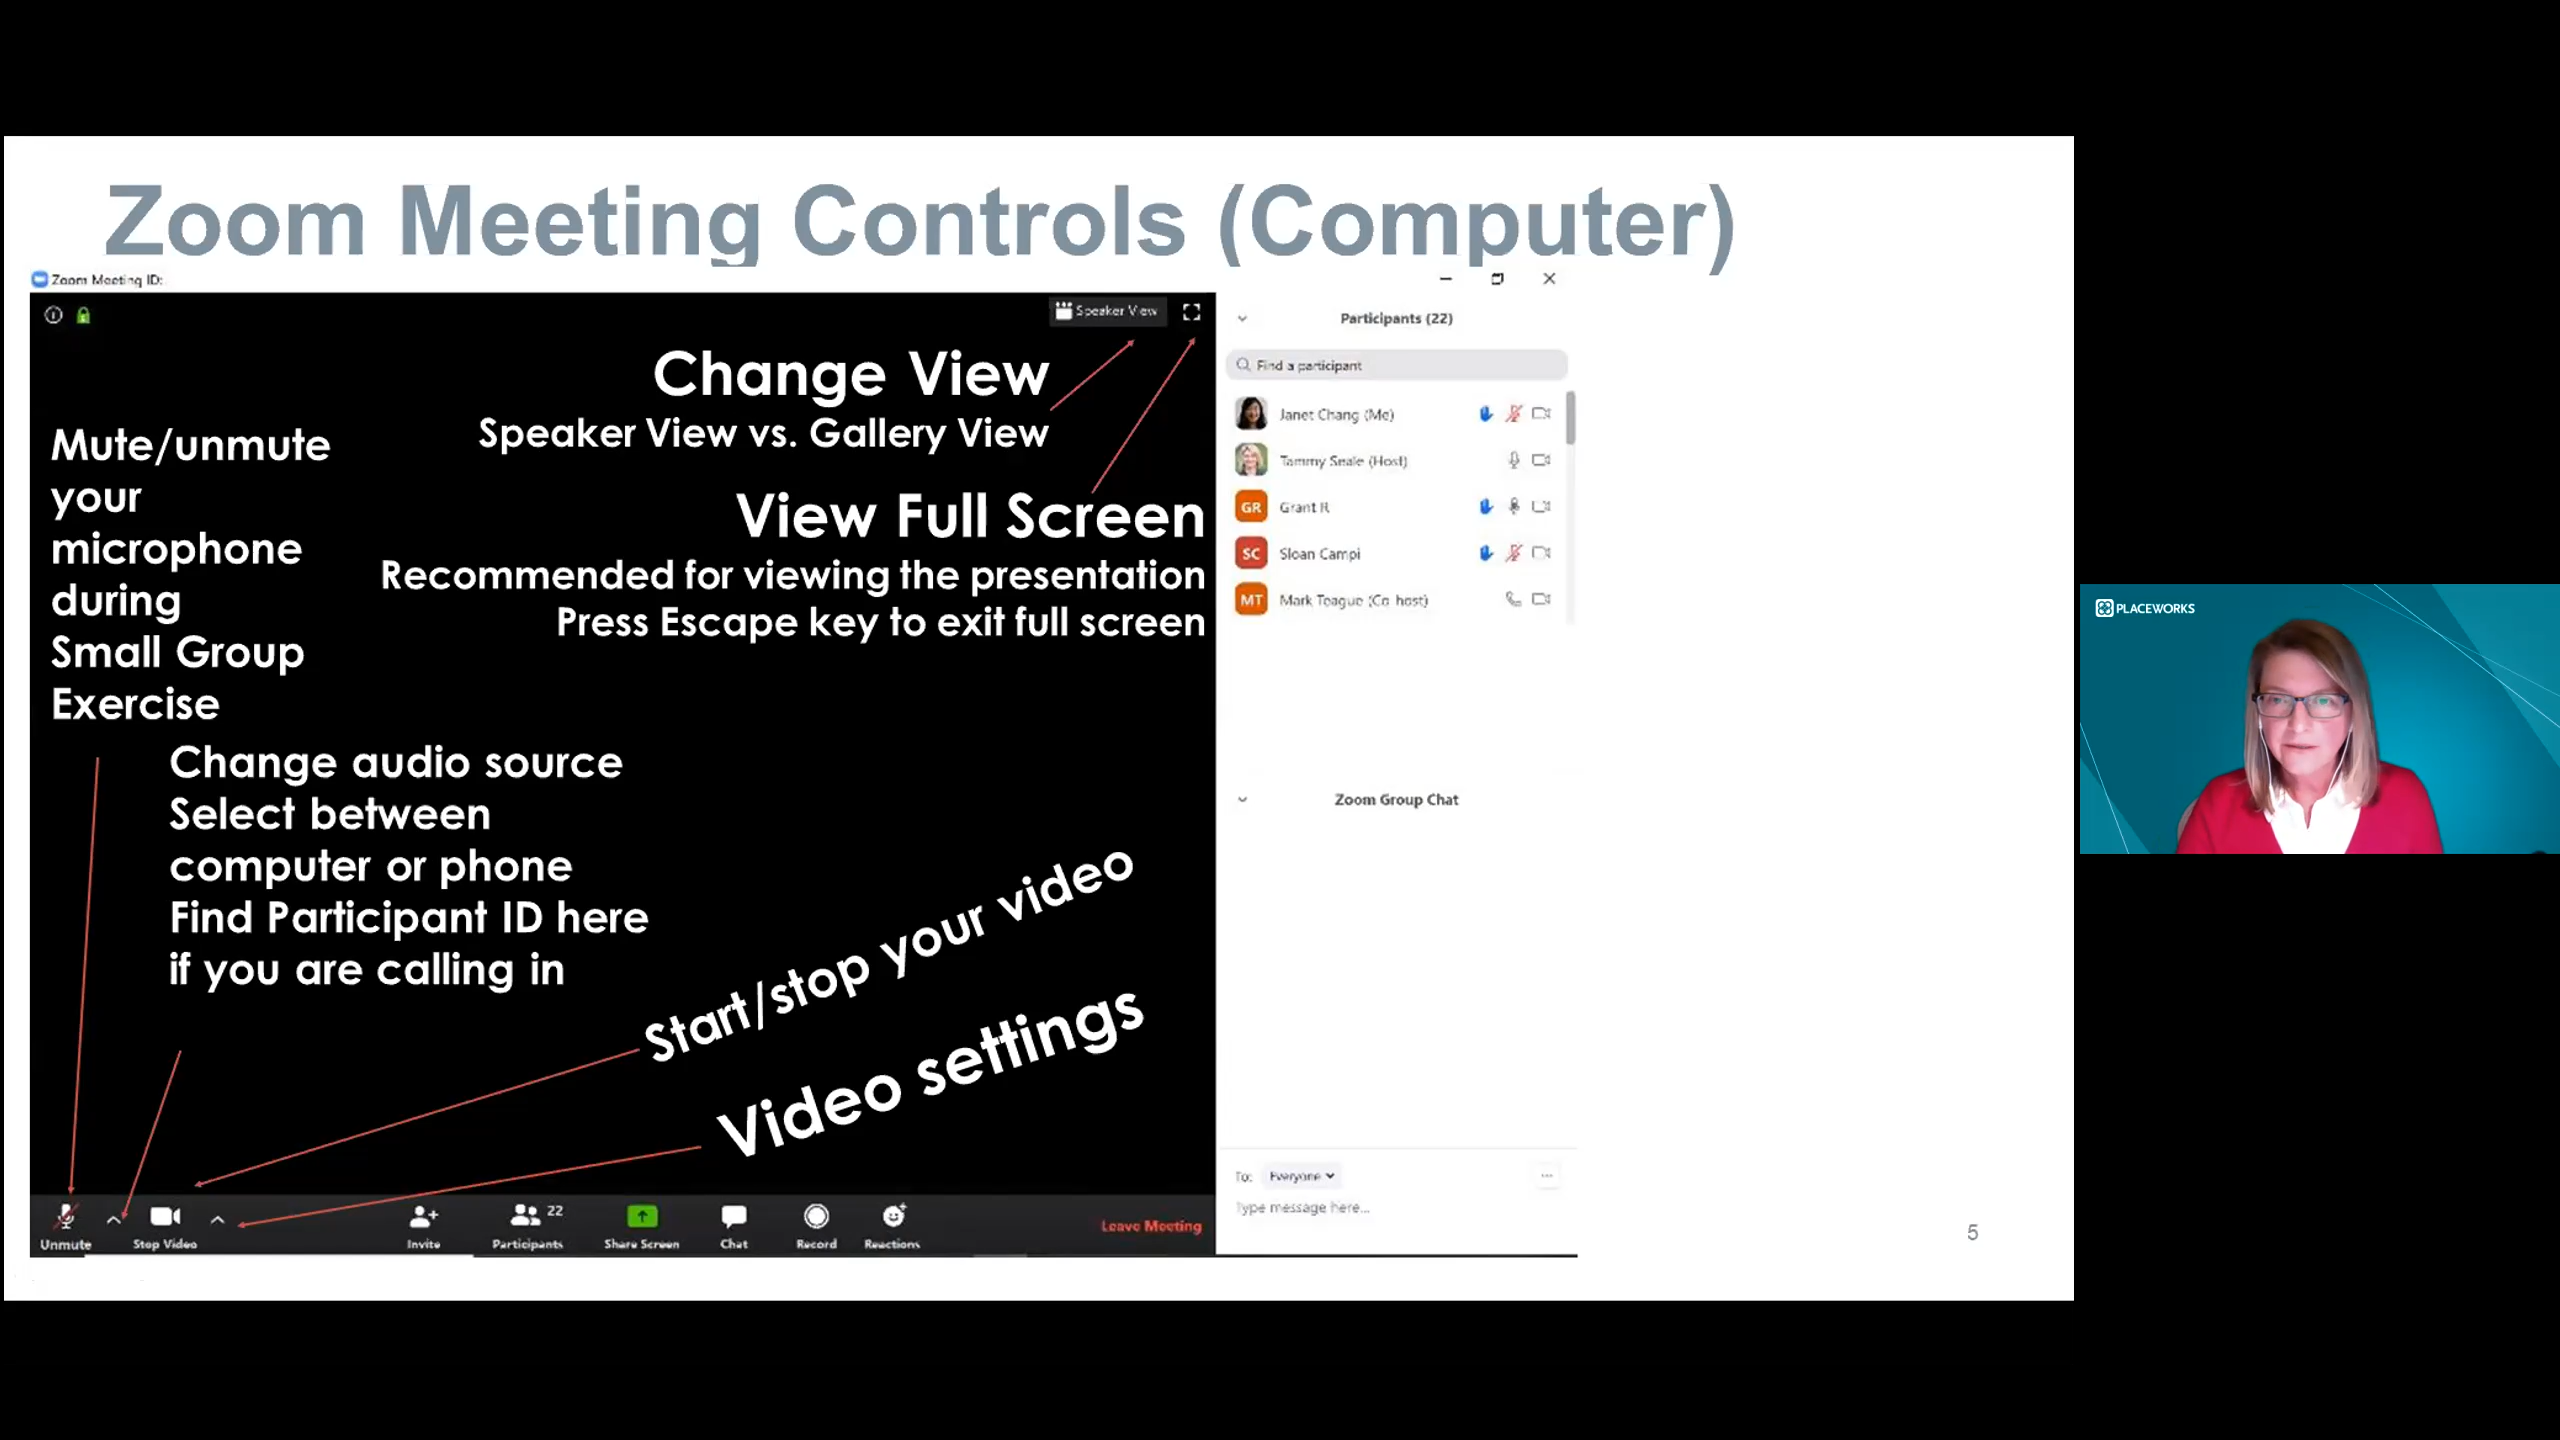 Zoom Meeting Controls (Computer)
Zoom Meeting ID:
Speaker View
Change View
Speaker View vs. Gallery View
View Full Screen
Recommended for viewing the presentation
Press Escape key to exit full screen
Mute/unmute
your
microphone
during
Small Group
Exercise
Change audio source
Select between
computer or phone
Find Participant ID here
if you are calling in
Start/stop your video
Video settings
Unmute
Stop Video
Invite
22
Participants
Share Screen
Chat
Record
Reactions
Leave Meeting
Participants (22)
Find a participant
Janet Chang (Me)
Tammy Seale (Host)
GR Grant R
SC Sloan Campi
MT Mark Teague (Co-host)
Zoom Group Chat
To: Everyone
Type message here...
5
PLACEWORKS